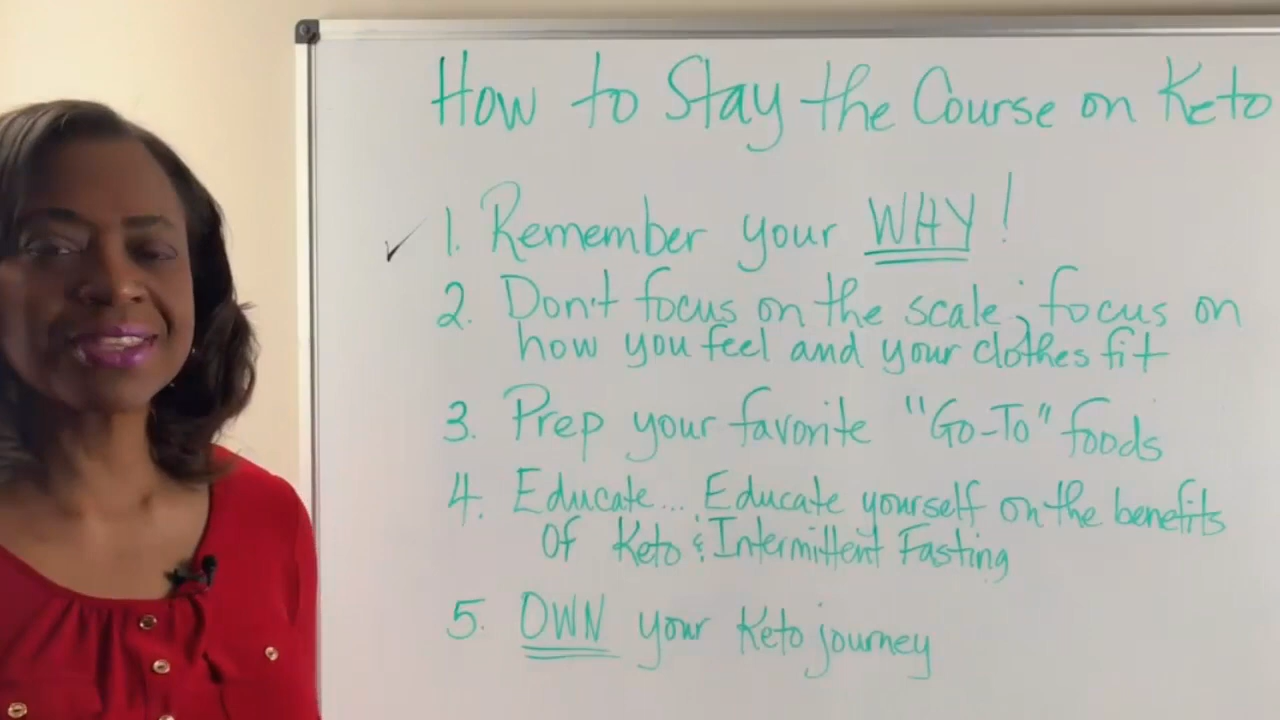 How to Stay the Course on Keto
1. Remember your WHY!
2. Don't focus on the scale; focus on
how you feel and your clothes fit
3. Prep your favorite "Go-To" foods
4. Educate... Educate yourself on the benefits
of Keto & Intermittent Fasting
5. OWN your Keto journey